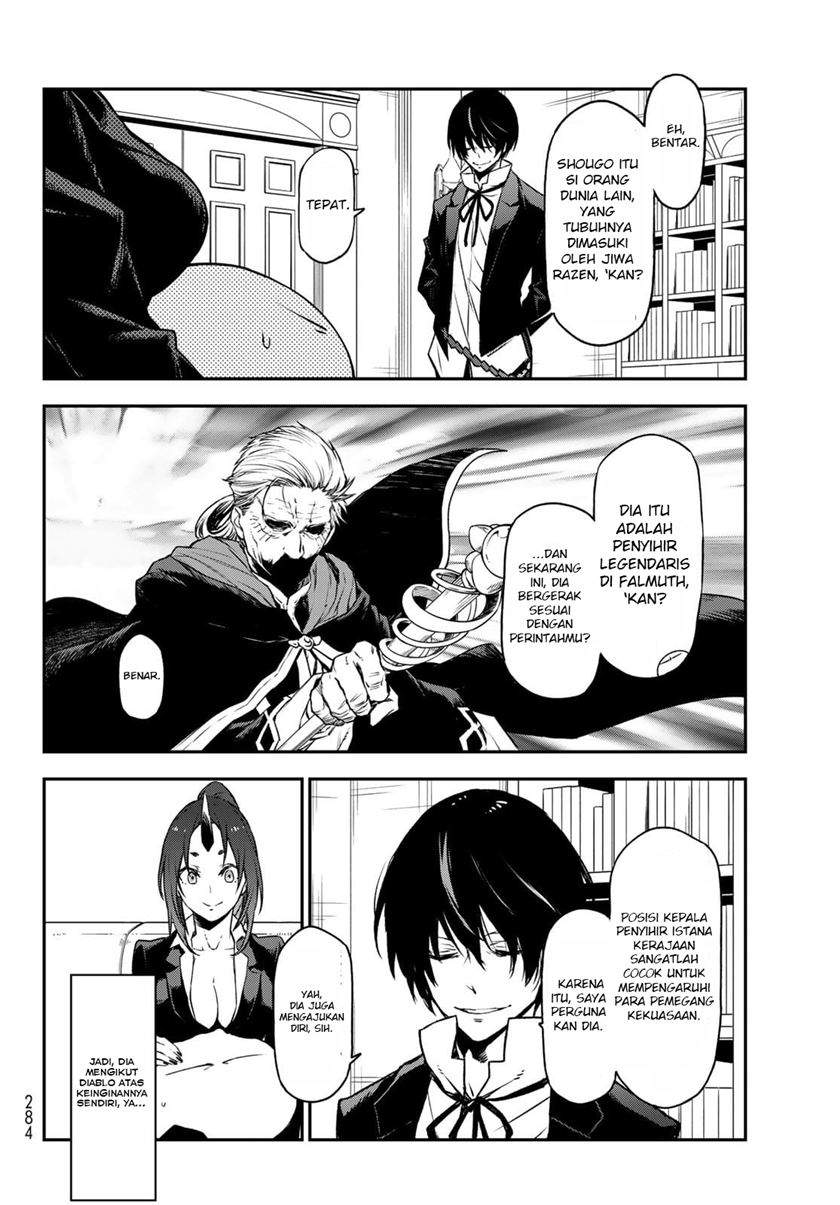 EH,
BENTAR.
SHOUGO ITU
SI ORANG
DUNIA LAIN,
YANG
TUBUHNYA
DIMASUKI
OLEH JIWA
RAZEN, 'KAN?
TEPAT.
DIA ITU
ADALAH
PENYIHIR
LEGENDARIS
DI FALMUTH,
'KAN?
...DAN
SEKARANG
INI, DIA
BERGERAK
SESUAI
DENGAN
PERINTAHMU?
BENAR.
POSISI KEPALA
PENYIHIR ISTANA
KERAJAAN
SANGATLAH
COCOK UNTUK
MEMPENGARUHI
PARA PEMEGANG
KEKUASAAN.
KARENA
ITU, SAYA
PERGUNA
KAN DIA.
YAH,
DIA JUGA
MENGAJUKAN
DIRI, SIH.
JADI, DIA
MENGIKUT
DIABLO ATAS
KEINGINANNYA
SENDIRI, YA...
284